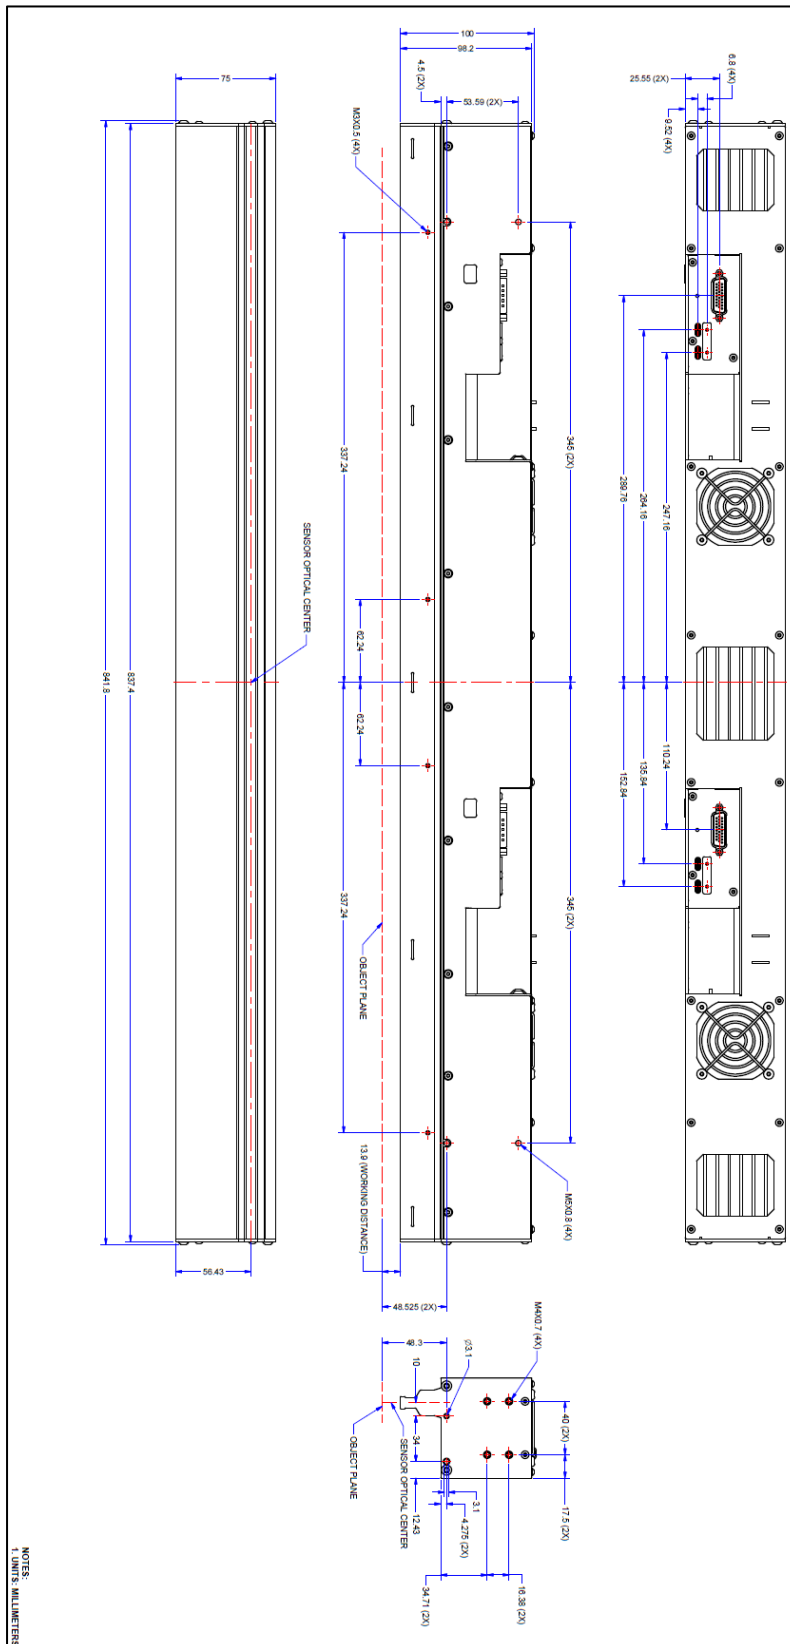 100
98.2
4.5 (2X)
53.59 (2X)
M3X0.5 (4X)
75
6.8 (4X)
25.55 (2X)
9.52 (4X)
337.24
345 (2X)
289.76
264.16
247.16
SENSOR OPTICAL CENTER
62.24
62.24
841.8
837.4
110.24
135.84
152.84
337.24
345 (2X)
OBJECT PLANE
13.9 (WORKING DISTANCE)
M5X0.8 (4X)
56.43
48.525 (2X)
48.3
10
Ø3.1
M4X0.7 (4X)
40 (2X)
34
SENSOR OPTICAL CENTER
OBJECT PLANE
12.43
3.1
4.275 (2X)
17.5 (2X)
34.71 (2X)
16.38 (2X)
NOTES:
1. UNITS: MILLIMETERS